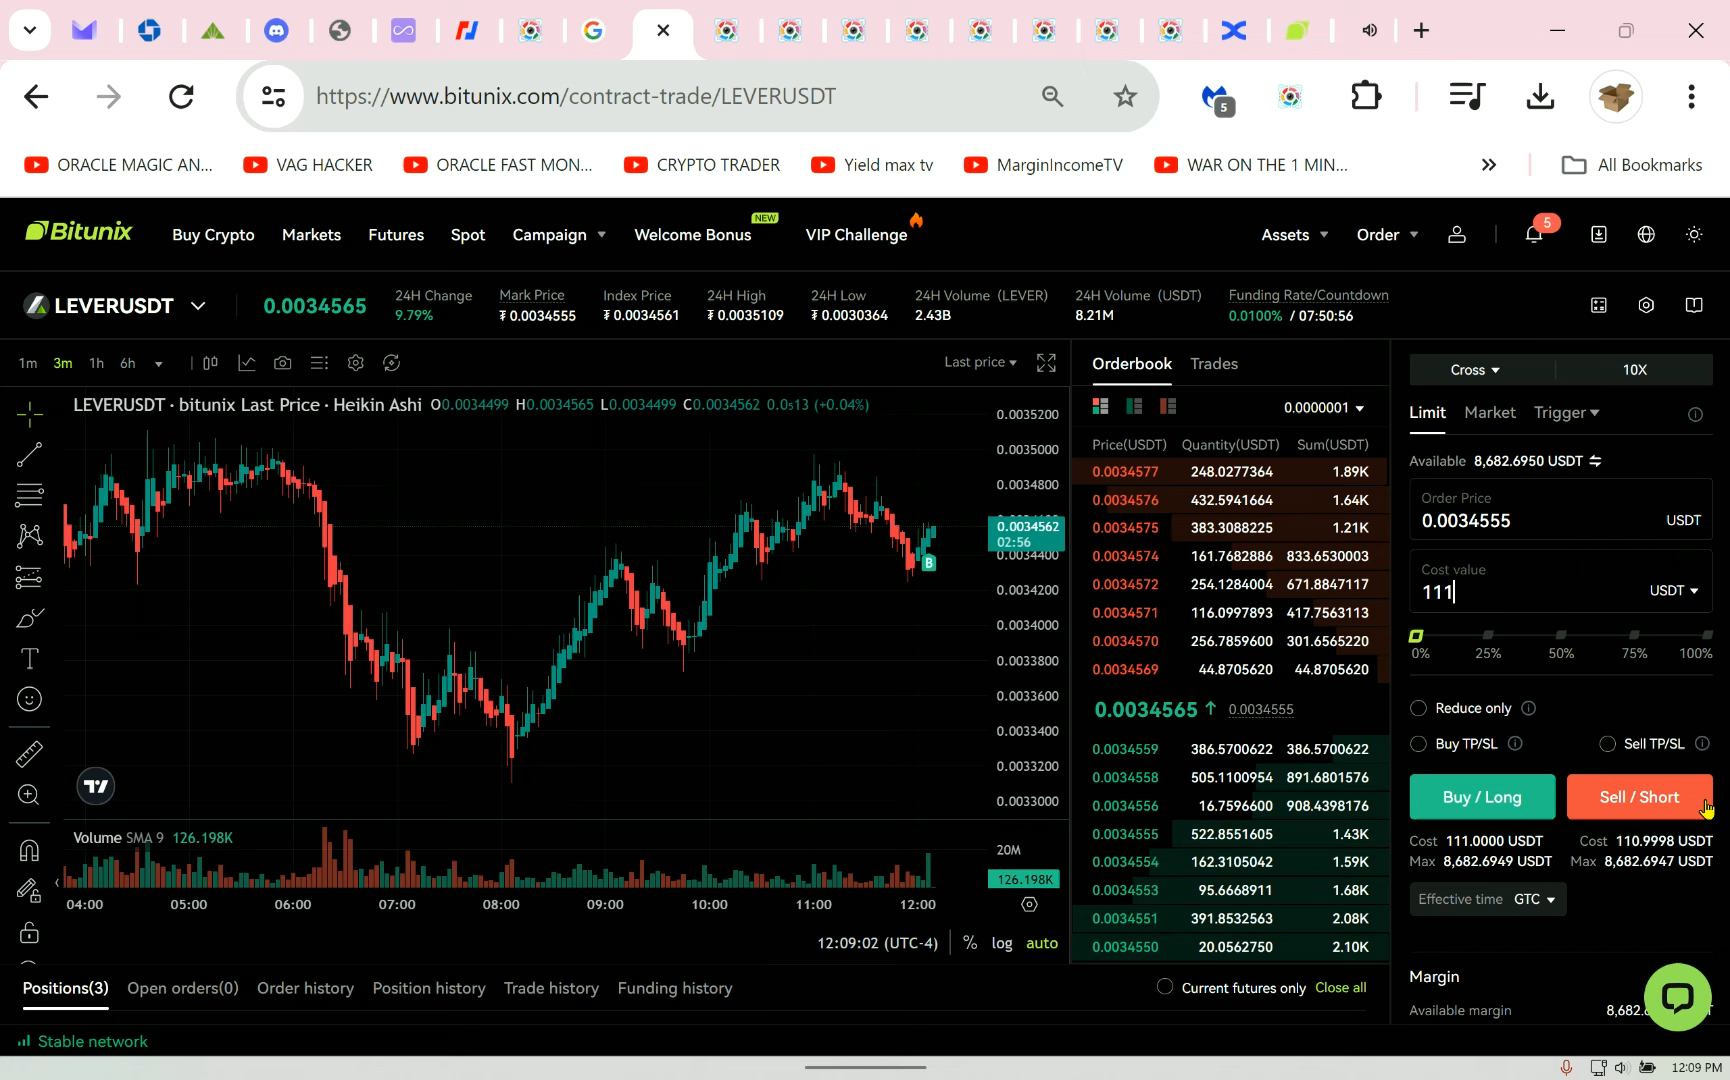 https://www.bitunix.com/contract-trade/LEVERUSDT
5
ORACLE MAGIC AN...
VAG HACKER
ORACLE FAST MON...
CRYPTO TRADER
Yield max tv
MarginIncomeTV
WAR ON THE 1 MIN...
All Bookmarks
Bitunix
Buy Crypto
Markets
Futures
Spot
Campaign
Welcome Bonus
NEW
VIP Challenge
Assets
Order
5
LEVERUSDT
0.0034565
24H Change
9.79%
Mark Price
₮ 0.0034555
Index Price
₮ 0.0034561
24H High
₮ 0.0035109
24H Low
₮ 0.0030364
24H Volume (LEVER)
2.43B
24H Volume (USDT)
8.21M
Funding Rate/Countdown
0.0100% / 07:50:56
1m 3m 1h 6h
Last price
LEVERUSDT · bitunix Last Price · Heikin Ashi O0.0034499 H0.0034565 L0.0034499 C0.0034562 0.0s13 (+0.04%)
0.0035200
0.0035000
0.0034800
0.0034562
02:56
0.0034400
0.0034200
0.0034000
0.0033800
0.0033600
0.0033400
0.0033200
0.0033000
B
Volume SMA 9 126.198K
20M
126.198K
04:00 05:00 06:00 07:00 08:00 09:00 10:00 11:00 12:00
12:09:02 (UTC-4) % log auto
Orderbook Trades
0.0000001
Price(USDT) Quantity(USDT) Sum(USDT)
0.0034577 248.0277364 1.89K
0.0034576 432.5941664 1.64K
0.0034575 383.3088225 1.21K
0.0034574 161.7682886 833.6530003
0.0034572 254.1284004 671.8847117
0.0034571 116.0997893 417.7563113
0.0034570 256.7859600 301.6565220
0.0034569 44.8705620 44.8705620
0.0034565 ↑ 0.0034555
0.0034559 386.5700622 386.5700622
0.0034558 505.1100954 891.6801576
0.0034556 16.7596600 908.4398176
0.0034555 522.8551605 1.43K
0.0034554 162.3105042 1.59K
0.0034553 95.6668911 1.68K
0.0034551 391.8532563 2.08K
0.0034550 20.0562750 2.10K
Cross 10X
Limit Market Trigger
Available 8,682.6950 USDT
Order Price
0.0034555 USDT
Cost value
111 USDT
0% 25% 50% 75% 100%
Reduce only
Buy TP/SL Sell TP/SL
Buy / Long Sell / Short
Cost 111.0000 USDT Cost 110.9998 USDT
Max 8,682.6949 USDT Max 8,682.6947 USDT
Effective time GTC
Margin
Available margin 8,682.
Positions(3) Open orders(0) Order history Position history Trade history Funding history
Current futures only Close all
Stable network
12:09 PM